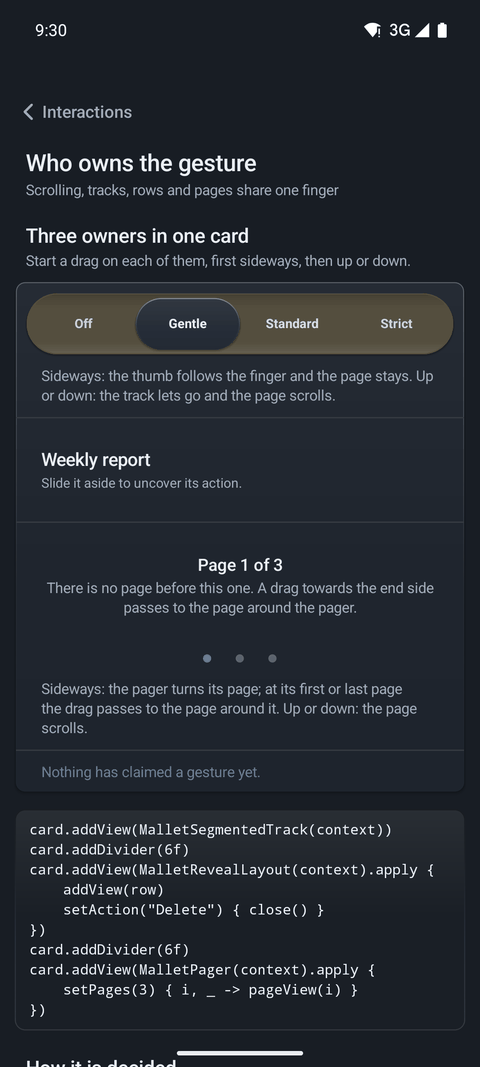 9:30
3G
Interactions
Who owns the gesture
Scrolling, tracks, rows and pages share one finger
Three owners in one card
Start a drag on each of them, first sideways, then up or down.
Off Gentle Standard Strict
Sideways: the thumb follows the finger and the page stays. Up
or down: the track lets go and the page scrolls.
Weekly report
Slide it aside to uncover its action.
Page 1 of 3
There is no page before this one. A drag towards the end side
passes to the page around the pager.
Sideways: the pager turns its page; at its first or last page
the drag passes to the page around it. Up or down: the page
scrolls.
Nothing has claimed a gesture yet.
card.addView(MalletSegmentedTrack(context))
card.addDivider(6f)
card.addView(MalletRevealLayout(context).apply {
    addView(row)
    setAction("Delete") { close() }
})
card.addDivider(6f)
card.addView(MalletPager(context).apply {
    setPages(3) { i, _ -> pageView(i) }
})
How it is decided